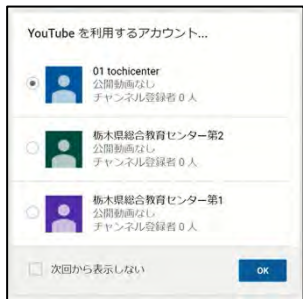 YouTube を利用するアカウント...
01 tochicenter
公開動画なし
チャンネル登録者 0 人
栃木県総合教育センター第2
公開動画なし
チャンネル登録者 0 人
栃木県総合教育センター第1
公開動画なし
チャンネル登録者 0 人
次回から表示しない
OK